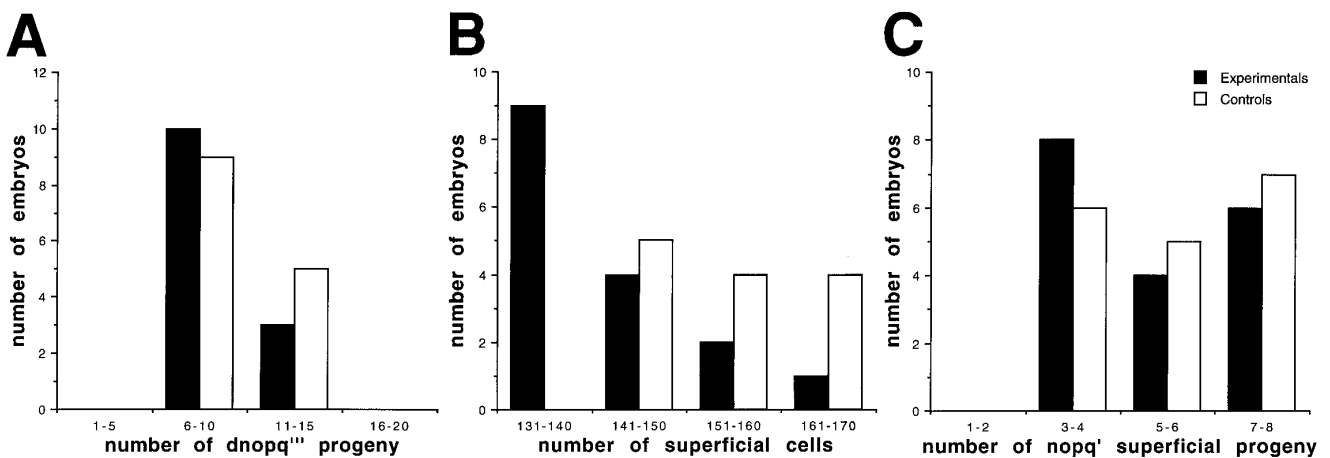 A
number of embryos
12
10
8
6
4
2
0
1-5 6-10 11-15 16-20
number of dnopq''' progeny
B
number of embryos
10
8
6
4
2
0
131-140 141-150 151-160 161-170
number of superficial cells
C
number of embryos
10
8
6
4
2
0
1-2 3-4 5-6 7-8
number of nopq' superficial progeny
Experimentals
Controls